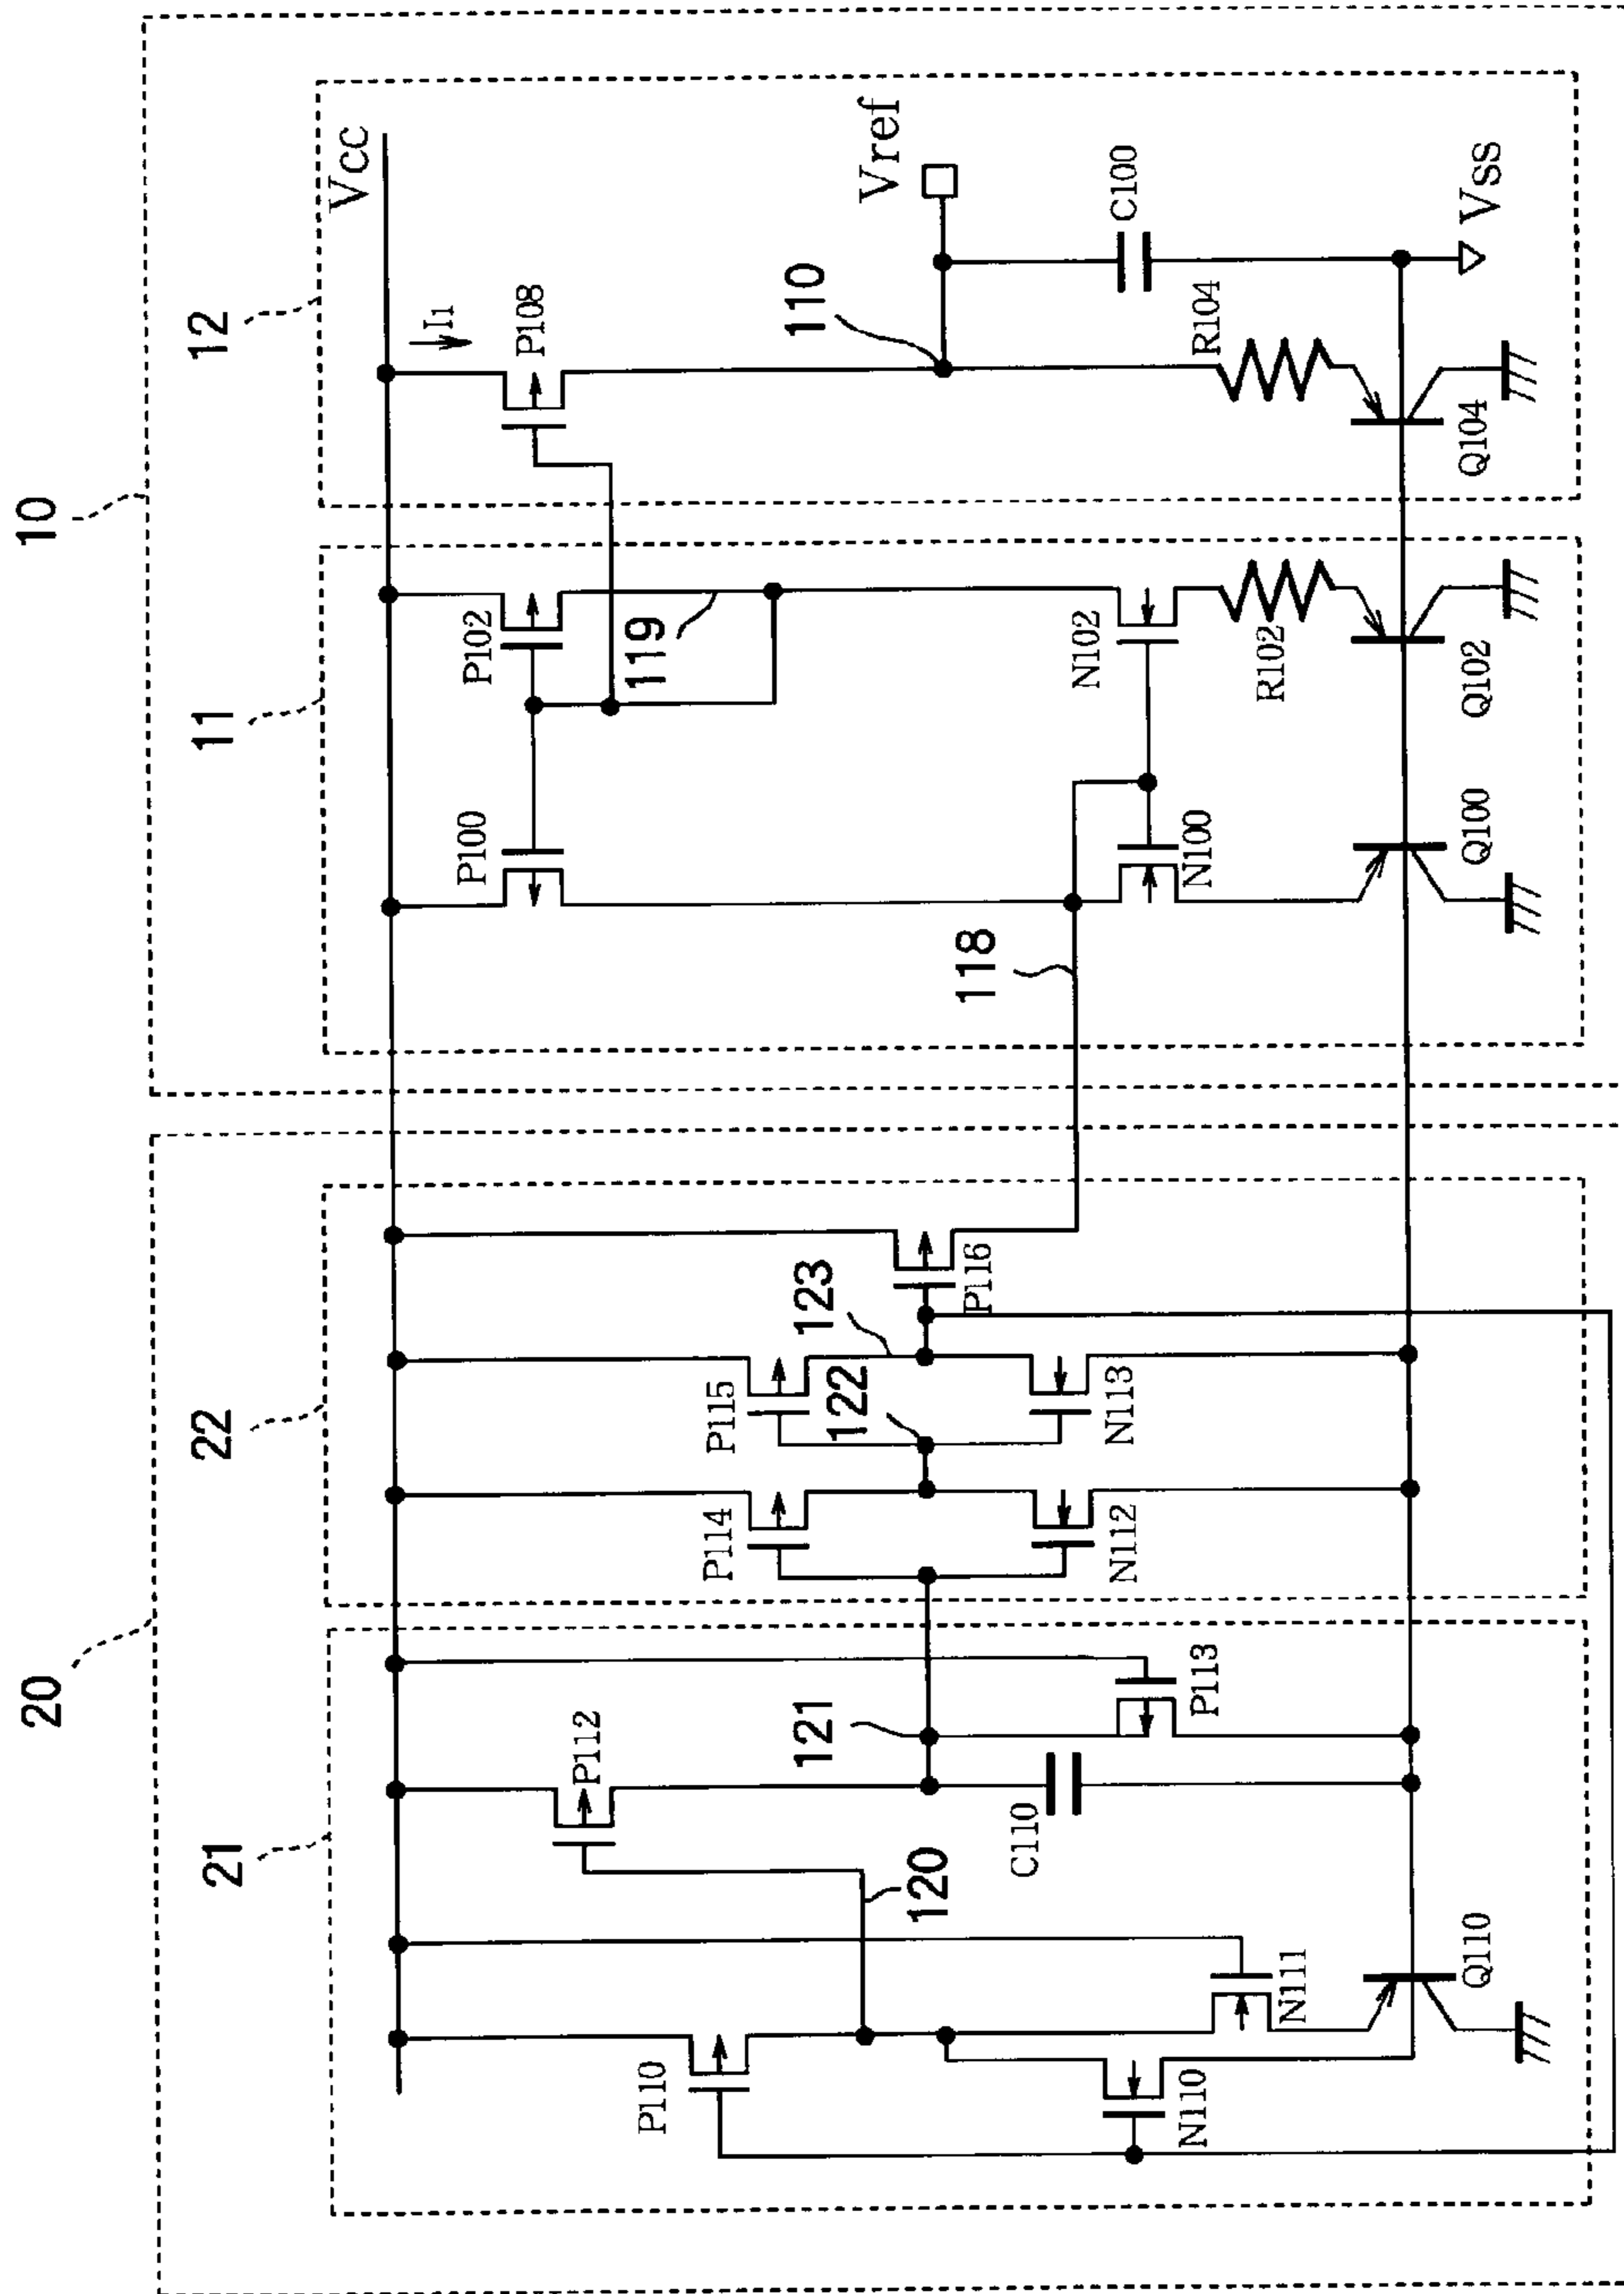 10
12
Vcc
I1
P108
Vref
110
C100
R104
Vss
Q104
11
P102
119
P100
N102
R102
118
N100
Q102
Q100
20
22
P116
123
P115
122
N113
P114
N112
21
P112
121
P113
C110
120
P110
N111
N110
Q110